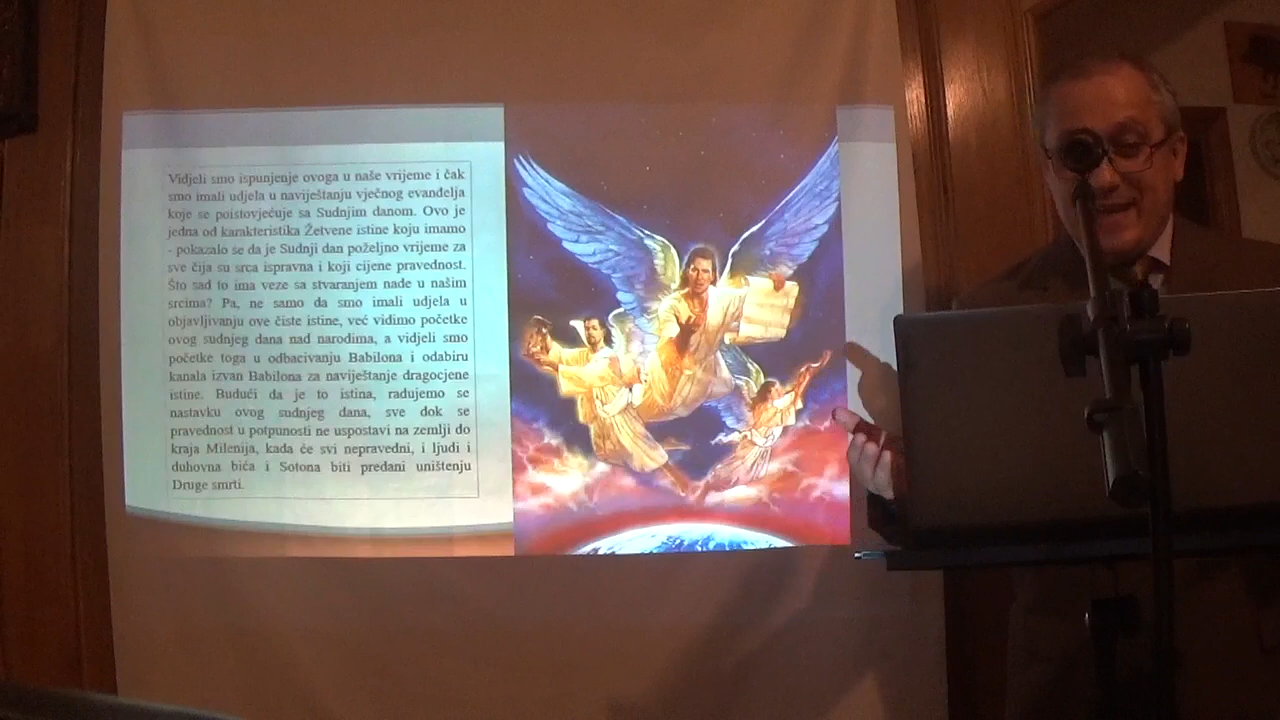 Vidjeli smo ispunjenje ovoga u naše vrijeme i čak
smo imali udjela u naviještanju vječnog evanđelja
koje se poistovjećuje sa Sudnjim danom. Ovo je
jedna od karakteristika Žetvene istine koju imamo
- pokazalo se da je Sudnji dan poželjno vrijeme za
sve čija su srca ispravna i koji cijene pravednost.
Što sad to ima veze sa stvaranjem nade u našim
srcima? Pa, ne samo da smo imali udjela u
objavljivanju ove čiste istine, već vidimo početke
ovog sudnjeg dana nad narodima, a vidjeli smo
početke toga u odbacivanju Babilona i odabiru
kanala izvan Babilona za naviještanje dragocjene
istine. Budući da je to istina, radujemo se
nastavku ovog sudnjeg dana, sve dok se
pravednost u potpunosti ne uspostavi na zemlji do
kraja Milenija, kada će svi nepravedni, i ljudi i
duhovna bića i Sotona biti predani uništenju
Druge smrti.